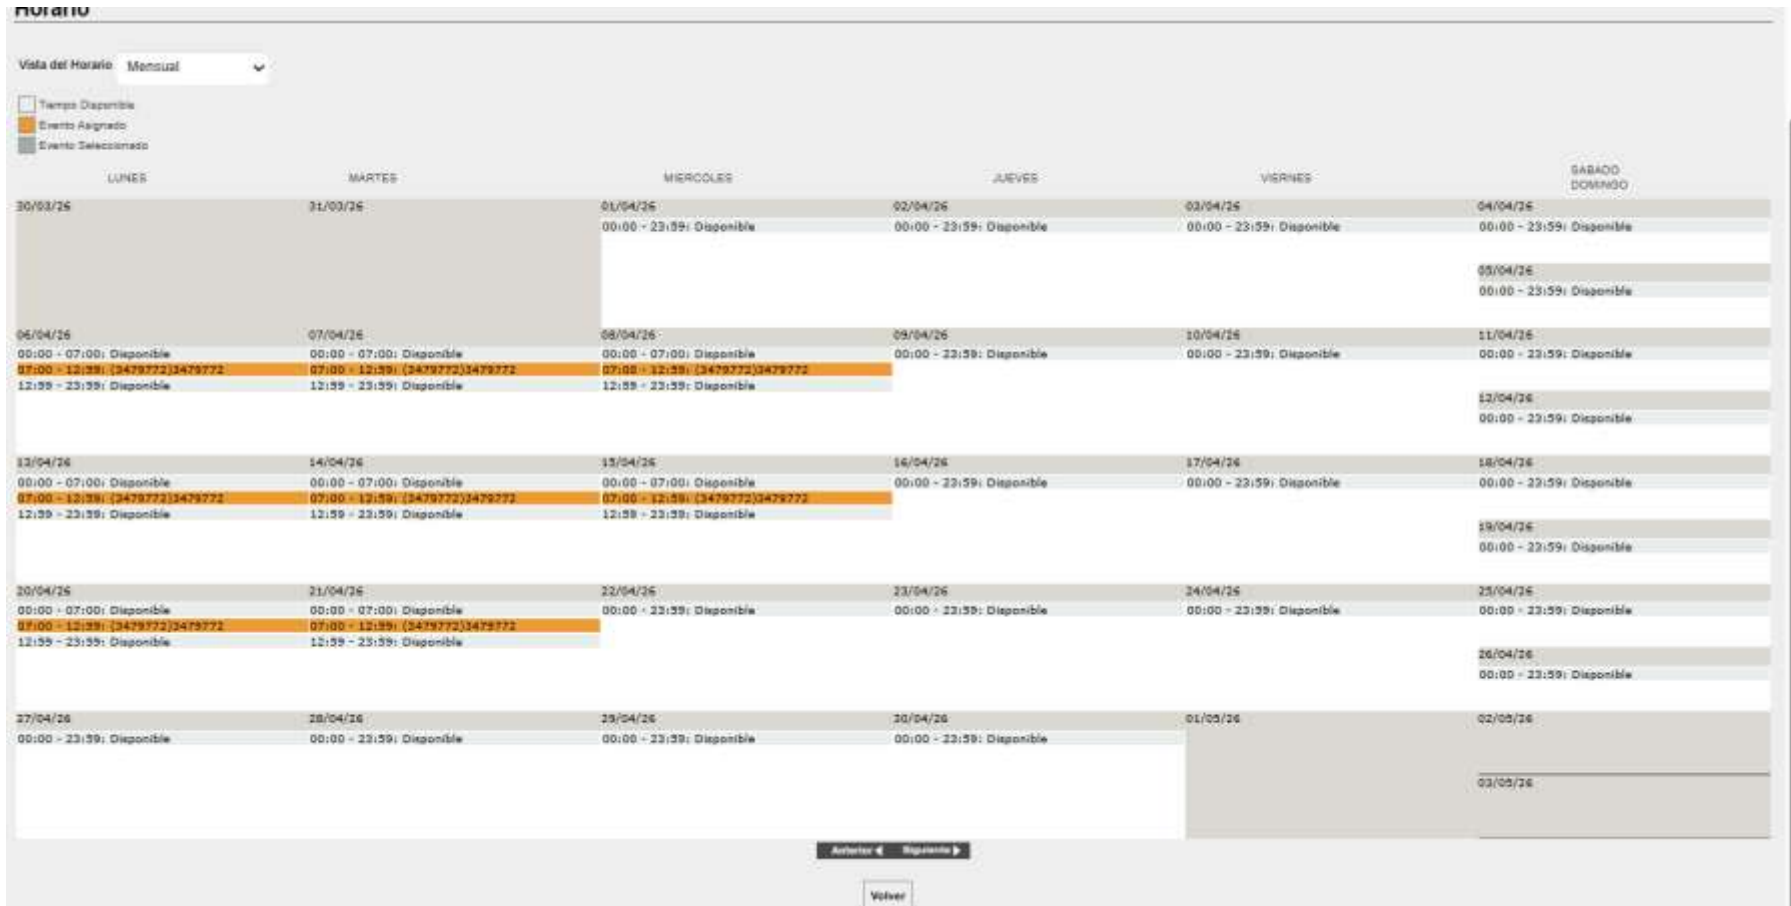 Horario
Vista del Horario Mensual
Tiempo Disponible
Evento Asignado
Evento Seleccionado
LUNES MARTES MIERCOLES JUEVES VIERNES SABADO
DOMINGO
30/03/26 31/03/26 01/04/26 02/04/26 03/04/26 04/04/26
00:00 - 23:59: Disponible 00:00 - 23:59: Disponible 00:00 - 23:59: Disponible 00:00 - 23:59: Disponible
05/04/26
00:00 - 23:59: Disponible
06/04/26 07/04/26 08/04/26 09/04/26 10/04/26 11/04/26
00:00 - 07:00: Disponible 00:00 - 07:00: Disponible 00:00 - 07:00: Disponible 00:00 - 23:59: Disponible 00:00 - 23:59: Disponible 00:00 - 23:59: Disponible
07:00 - 12:59: (3479772)3479772 07:00 - 12:59: (3479772)3479772 07:00 - 12:59: (3479772)3479772
12:59 - 23:59: Disponible 12:59 - 23:59: Disponible 12:59 - 23:59: Disponible
12/04/26
00:00 - 23:59: Disponible
13/04/26 14/04/26 15/04/26 16/04/26 17/04/26 18/04/26
00:00 - 07:00: Disponible 00:00 - 07:00: Disponible 00:00 - 07:00: Disponible 00:00 - 23:59: Disponible 00:00 - 23:59: Disponible 00:00 - 23:59: Disponible
07:00 - 12:59: (3479772)3479772 07:00 - 12:59: (3479772)3479772 07:00 - 12:59: (3479772)3479772
12:59 - 23:59: Disponible 12:59 - 23:59: Disponible 12:59 - 23:59: Disponible
19/04/26
00:00 - 23:59: Disponible
20/04/26 21/04/26 22/04/26 23/04/26 24/04/26 25/04/26
00:00 - 07:00: Disponible 00:00 - 07:00: Disponible 00:00 - 23:59: Disponible 00:00 - 23:59: Disponible 00:00 - 23:59: Disponible 00:00 - 23:59: Disponible
07:00 - 12:59: (3479772)3479772 07:00 - 12:59: (3479772)3479772
12:59 - 23:59: Disponible 12:59 - 23:59: Disponible
26/04/26
00:00 - 23:59: Disponible
27/04/26 28/04/26 29/04/26 30/04/26 01/05/26 02/05/26
00:00 - 23:59: Disponible 00:00 - 23:59: Disponible 00:00 - 23:59: Disponible 00:00 - 23:59: Disponible
03/05/26
Anterior Siguiente
Volver